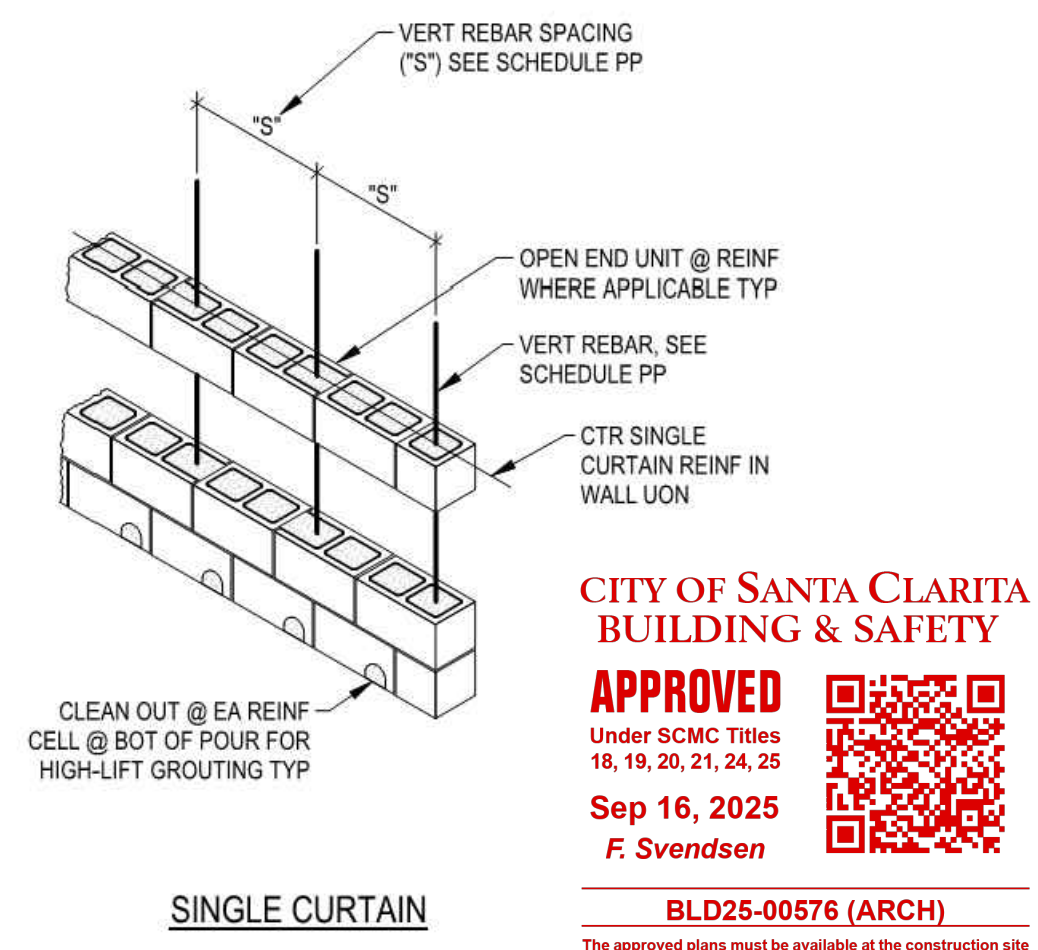 VERT REBAR SPACING
("S") SEE SCHEDULE PP
"S"
"S"
OPEN END UNIT @ REINF
WHERE APPLICABLE TYP
VERT REBAR, SEE
SCHEDULE PP
CTR SINGLE
CURTAIN REINF IN
WALL UON
CLEAN OUT @ EA REINF
CELL @ BOT OF POUR FOR
HIGH-LIFT GROUTING TYP
SINGLE CURTAIN
CITY OF SANTA CLARITA
BUILDING & SAFETY
APPROVED
Under SCMC Titles
18, 19, 20, 21, 24, 25
Sep 16, 2025
F. Svendsen
BLD25-00576 (ARCH)
The approved plans must be available at the construction site